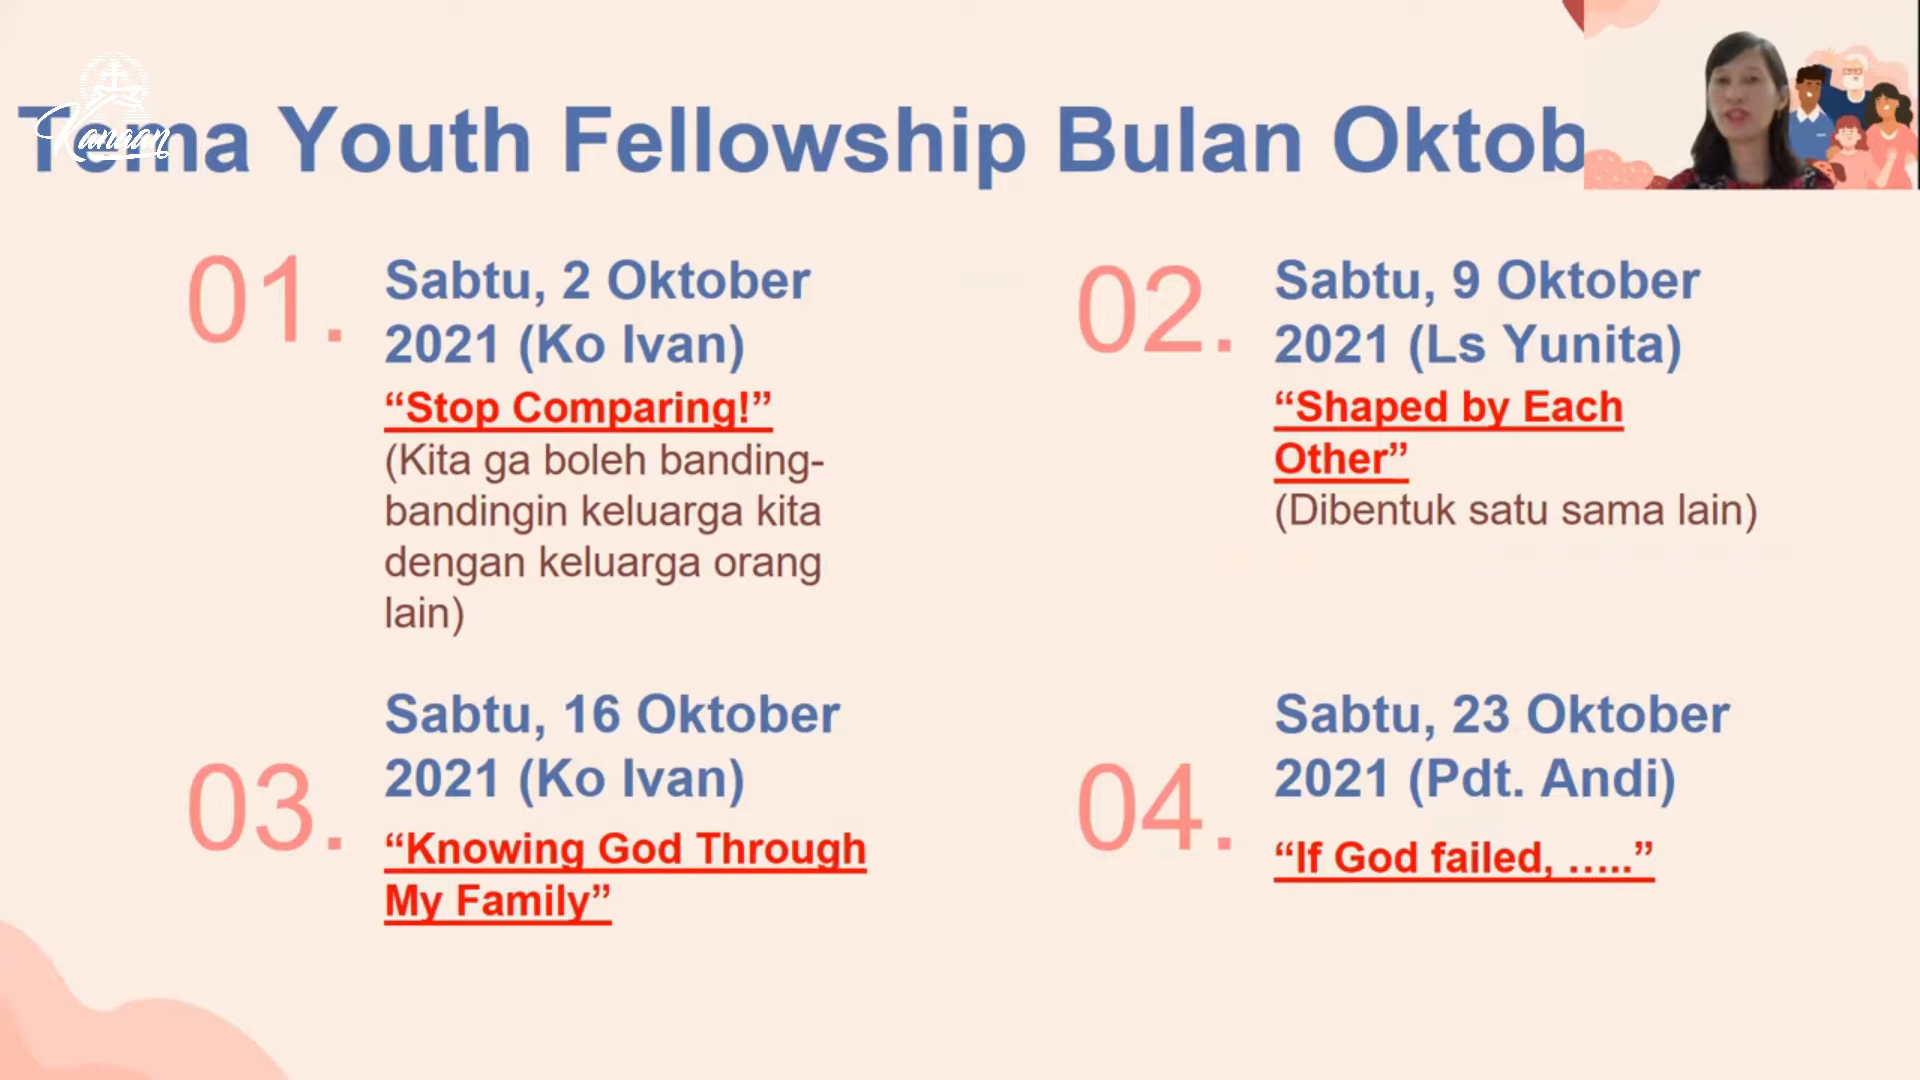 Kanaan
Tema Youth Fellowship Bulan Oktob
01.
Sabtu, 2 Oktober
2021 (Ko Ivan)
“Stop Comparing!”
(Kita ga boleh banding-
bandingin keluarga kita
dengan keluarga orang
lain)
02.
Sabtu, 9 Oktober
2021 (Ls Yunita)
“Shaped by Each
Other”
(Dibentuk satu sama lain)
03.
Sabtu, 16 Oktober
2021 (Ko Ivan)
“Knowing God Through
My Family”
04.
Sabtu, 23 Oktober
2021 (Pdt. Andi)
“If God failed, …..”